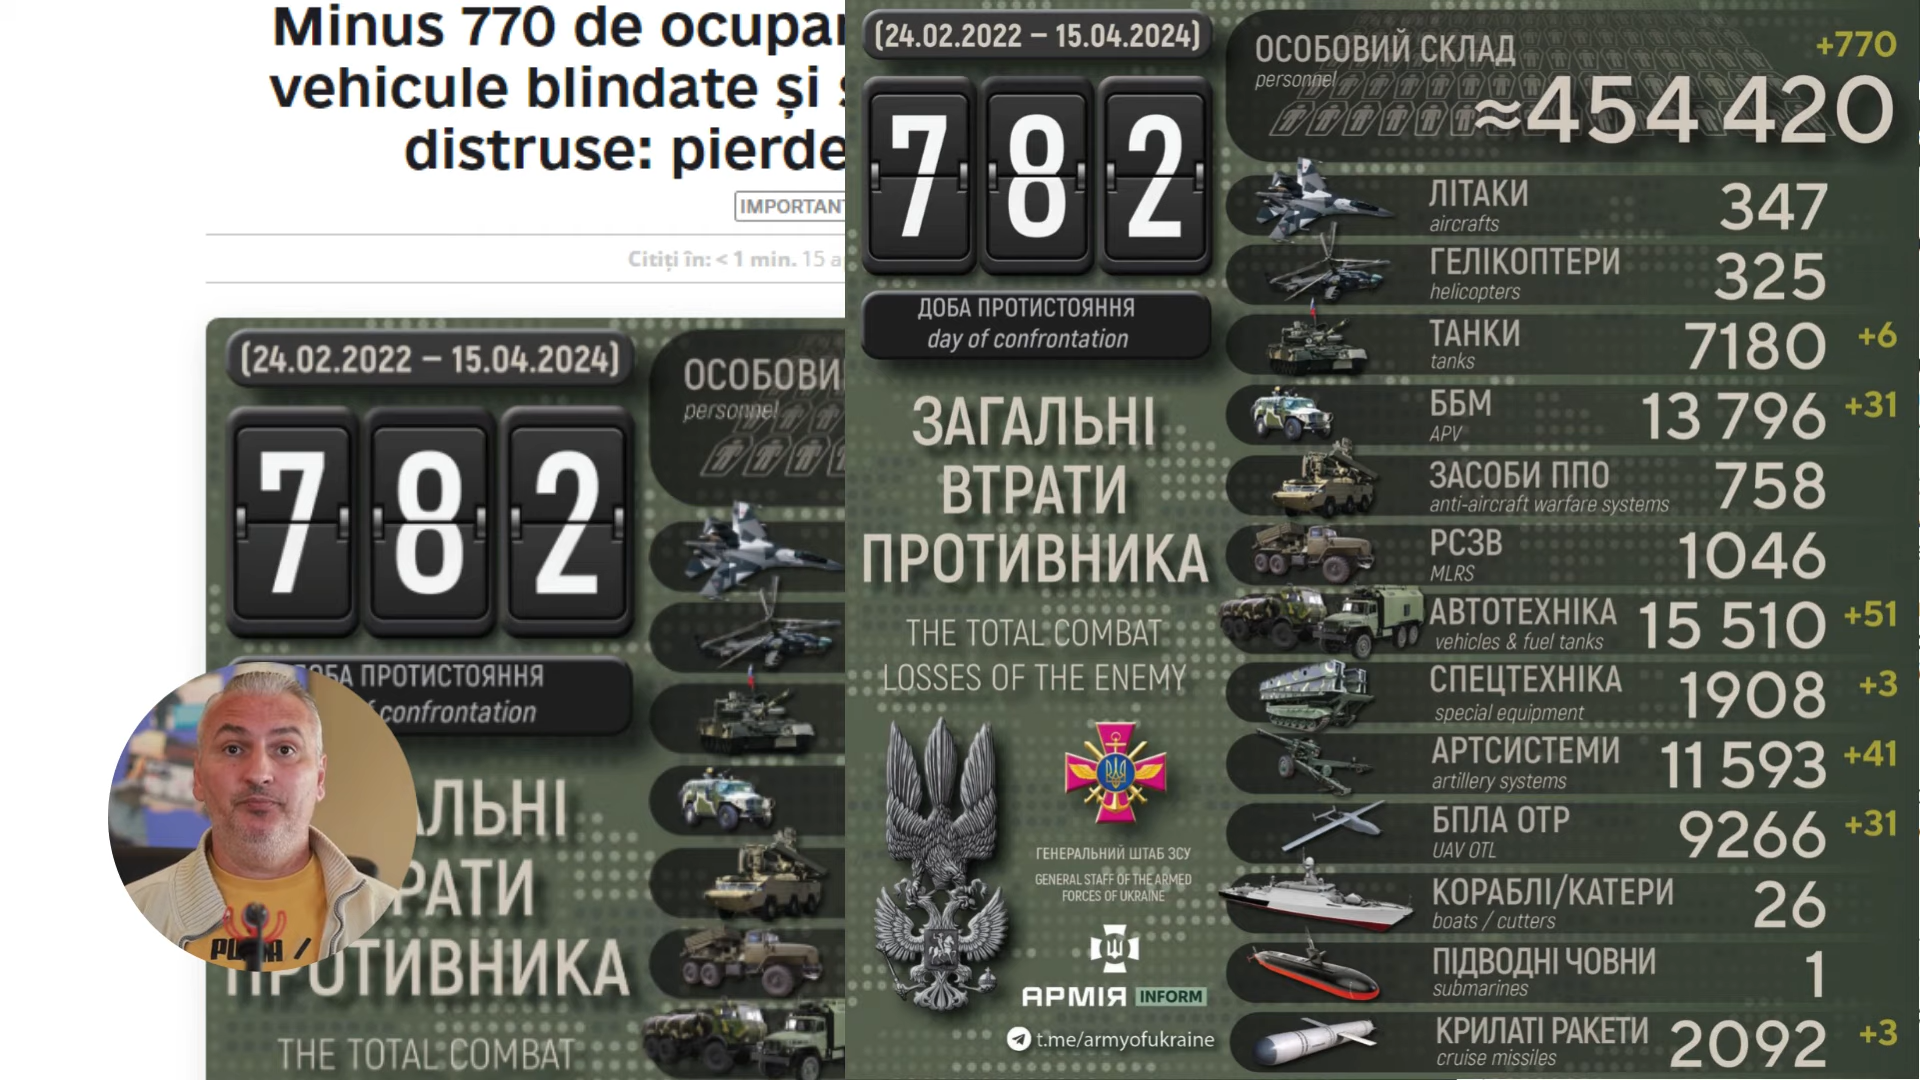 Minus 770 de ocupan
vehicule blindate și
distruse: pierde
IMPORTANT
Citiți în: < 1 min. 15 a
(24.02.2022 – 15.04.2024)
782
ДОБА ПРОТИСТОЯННЯ
confrontation
АЛЬНІ
РАТИ
ПРОТИВНИКА
THE TOTAL COMBAT
ОСОБОВИ
personnel
PUMA /
(24.02.2022 – 15.04.2024)
782
ДОБА ПРОТИСТОЯННЯ
day of confrontation
ЗАГАЛЬНІ
ВТРАТИ
ПРОТИВНИКА
THE TOTAL COMBAT
LOSSES OF THE ENEMY
ГЕНЕРАЛЬНИЙ ШТАБ ЗСУ
GENERAL STAFF OF THE ARMED
FORCES OF UKRAINE
АРМІЯ INFORM
t.me/armyofukraine
ОСОБОВИЙ СКЛАД +770
personnel
≈454 420
ЛІТАКИ 347
aircrafts
ГЕЛІКОПТЕРИ 325
helicopters
ТАНКИ 7180 +6
tanks
ББМ 13 796 +31
APV
ЗАСОБИ ППО 758
anti-aircraft warfare systems
РСЗВ 1046
MLRS
АВТОТЕХНІКА 15 510 +51
vehicles & fuel tanks
СПЕЦТЕХНІКА 1908 +3
special equipment
АРТСИСТЕМИ 11 593 +41
artillery systems
БПЛА ОТР 9266 +31
UAV OTL
КОРАБЛІ/КАТЕРИ 26
boats / cutters
ПІДВОДНІ ЧОВНИ 1
submarines
КРИЛАТІ РАКЕТИ 2092 +3
cruise missiles